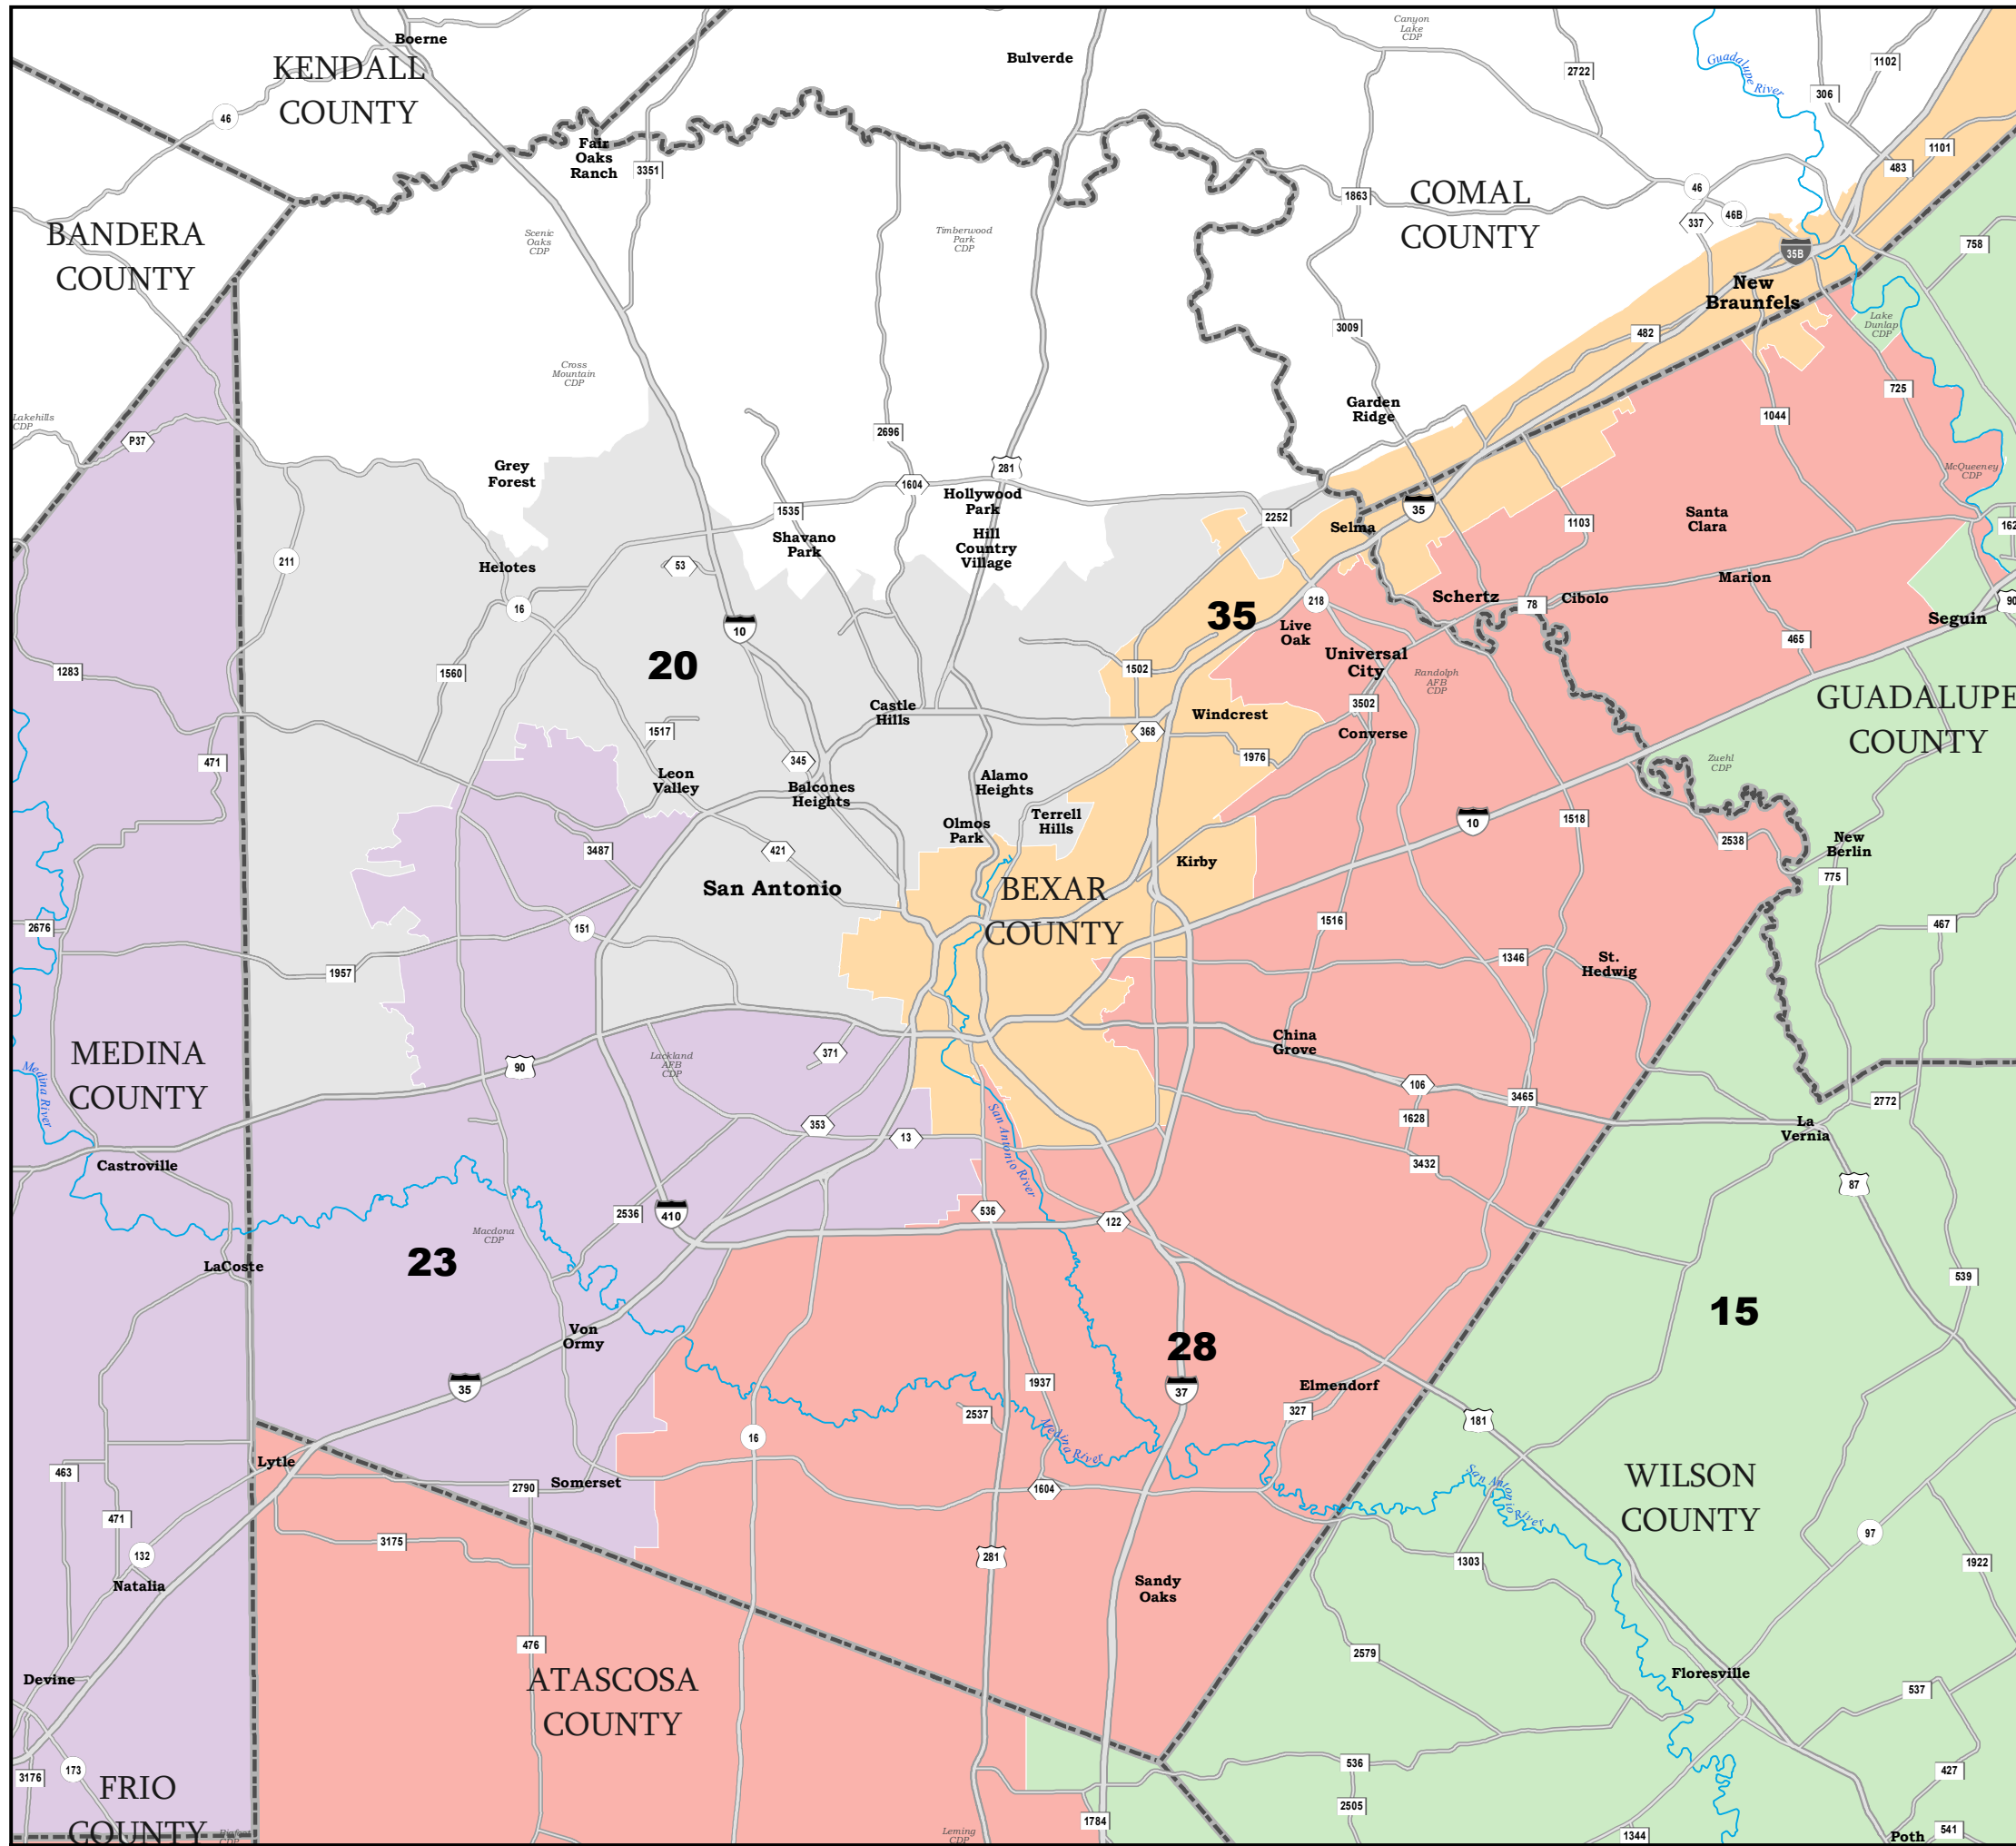 Boerne
KENDALL
COUNTY
Bulverde
Canyon
Lake
CDP
2722
Guadalupe River
1102
306
46
Fair
Oaks
Ranch
3351
1101
483
1863
COMAL
COUNTY
46
46B
337
BANDERA
COUNTY
Scenic
Oaks
CDP
Timberwood
Park
CDP
35B
758
New
Braunfels
3009
482
Lake
Dunlap
CDP
Cross
Mountain
CDP
725
Lakehills
CDP
P37
Garden
Ridge
1044
2696
Grey
Forest
281
1604
Hollywood
Park
McQueeney
CDP
1535
Shavano
Park
Hill
Country
Village
2252
Selma
35
1103
Santa
Clara
162
211
Helotes
53
16
10
20
35
218
Live
Oak
Schertz
78
Cibolo
Marion
90
Seguin
465
1283
1560
1502
Universal
City
Randolph
AFB
CDP
GUADALUPE
COUNTY
Castle
Hills
3502
Windcrest
1517
368
Converse
471
345
1976
Zuehl
CDP
Leon
Valley
Balcones
Heights
Alamo
Heights
Olmos
Park
Terrell
Hills
10
1518
2538
New
Berlin
3487
421
Kirby
775
San Antonio
BEXAR
COUNTY
2676
151
1516
467
1957
1346
St.
Hedwig
MEDINA
COUNTY
Medina River
90
Lackland
AFB
CDP
371
China
Grove
106
3465
1628
2772
353
13
San Antonio River
La
Vernia
Castroville
3432
87
2536
410
536
122
Macdona
CDP
23
LaCoste
539
15
Von
Ormy
28
35
1937
37
Elmendorf
2537
327
181
16
Medina River
Lytle
463
2790
Somerset
1604
San Antonio River
WILSON
COUNTY
471
97
132
3175
281
1303
1922
Natalia
Sandy
Oaks
476
2579
Devine
ATASCOSA
COUNTY
Floresville
537
173
3176
FRIO
COUNTY
536
427
2505
1784
Leming
CDP
1344
Poth
541